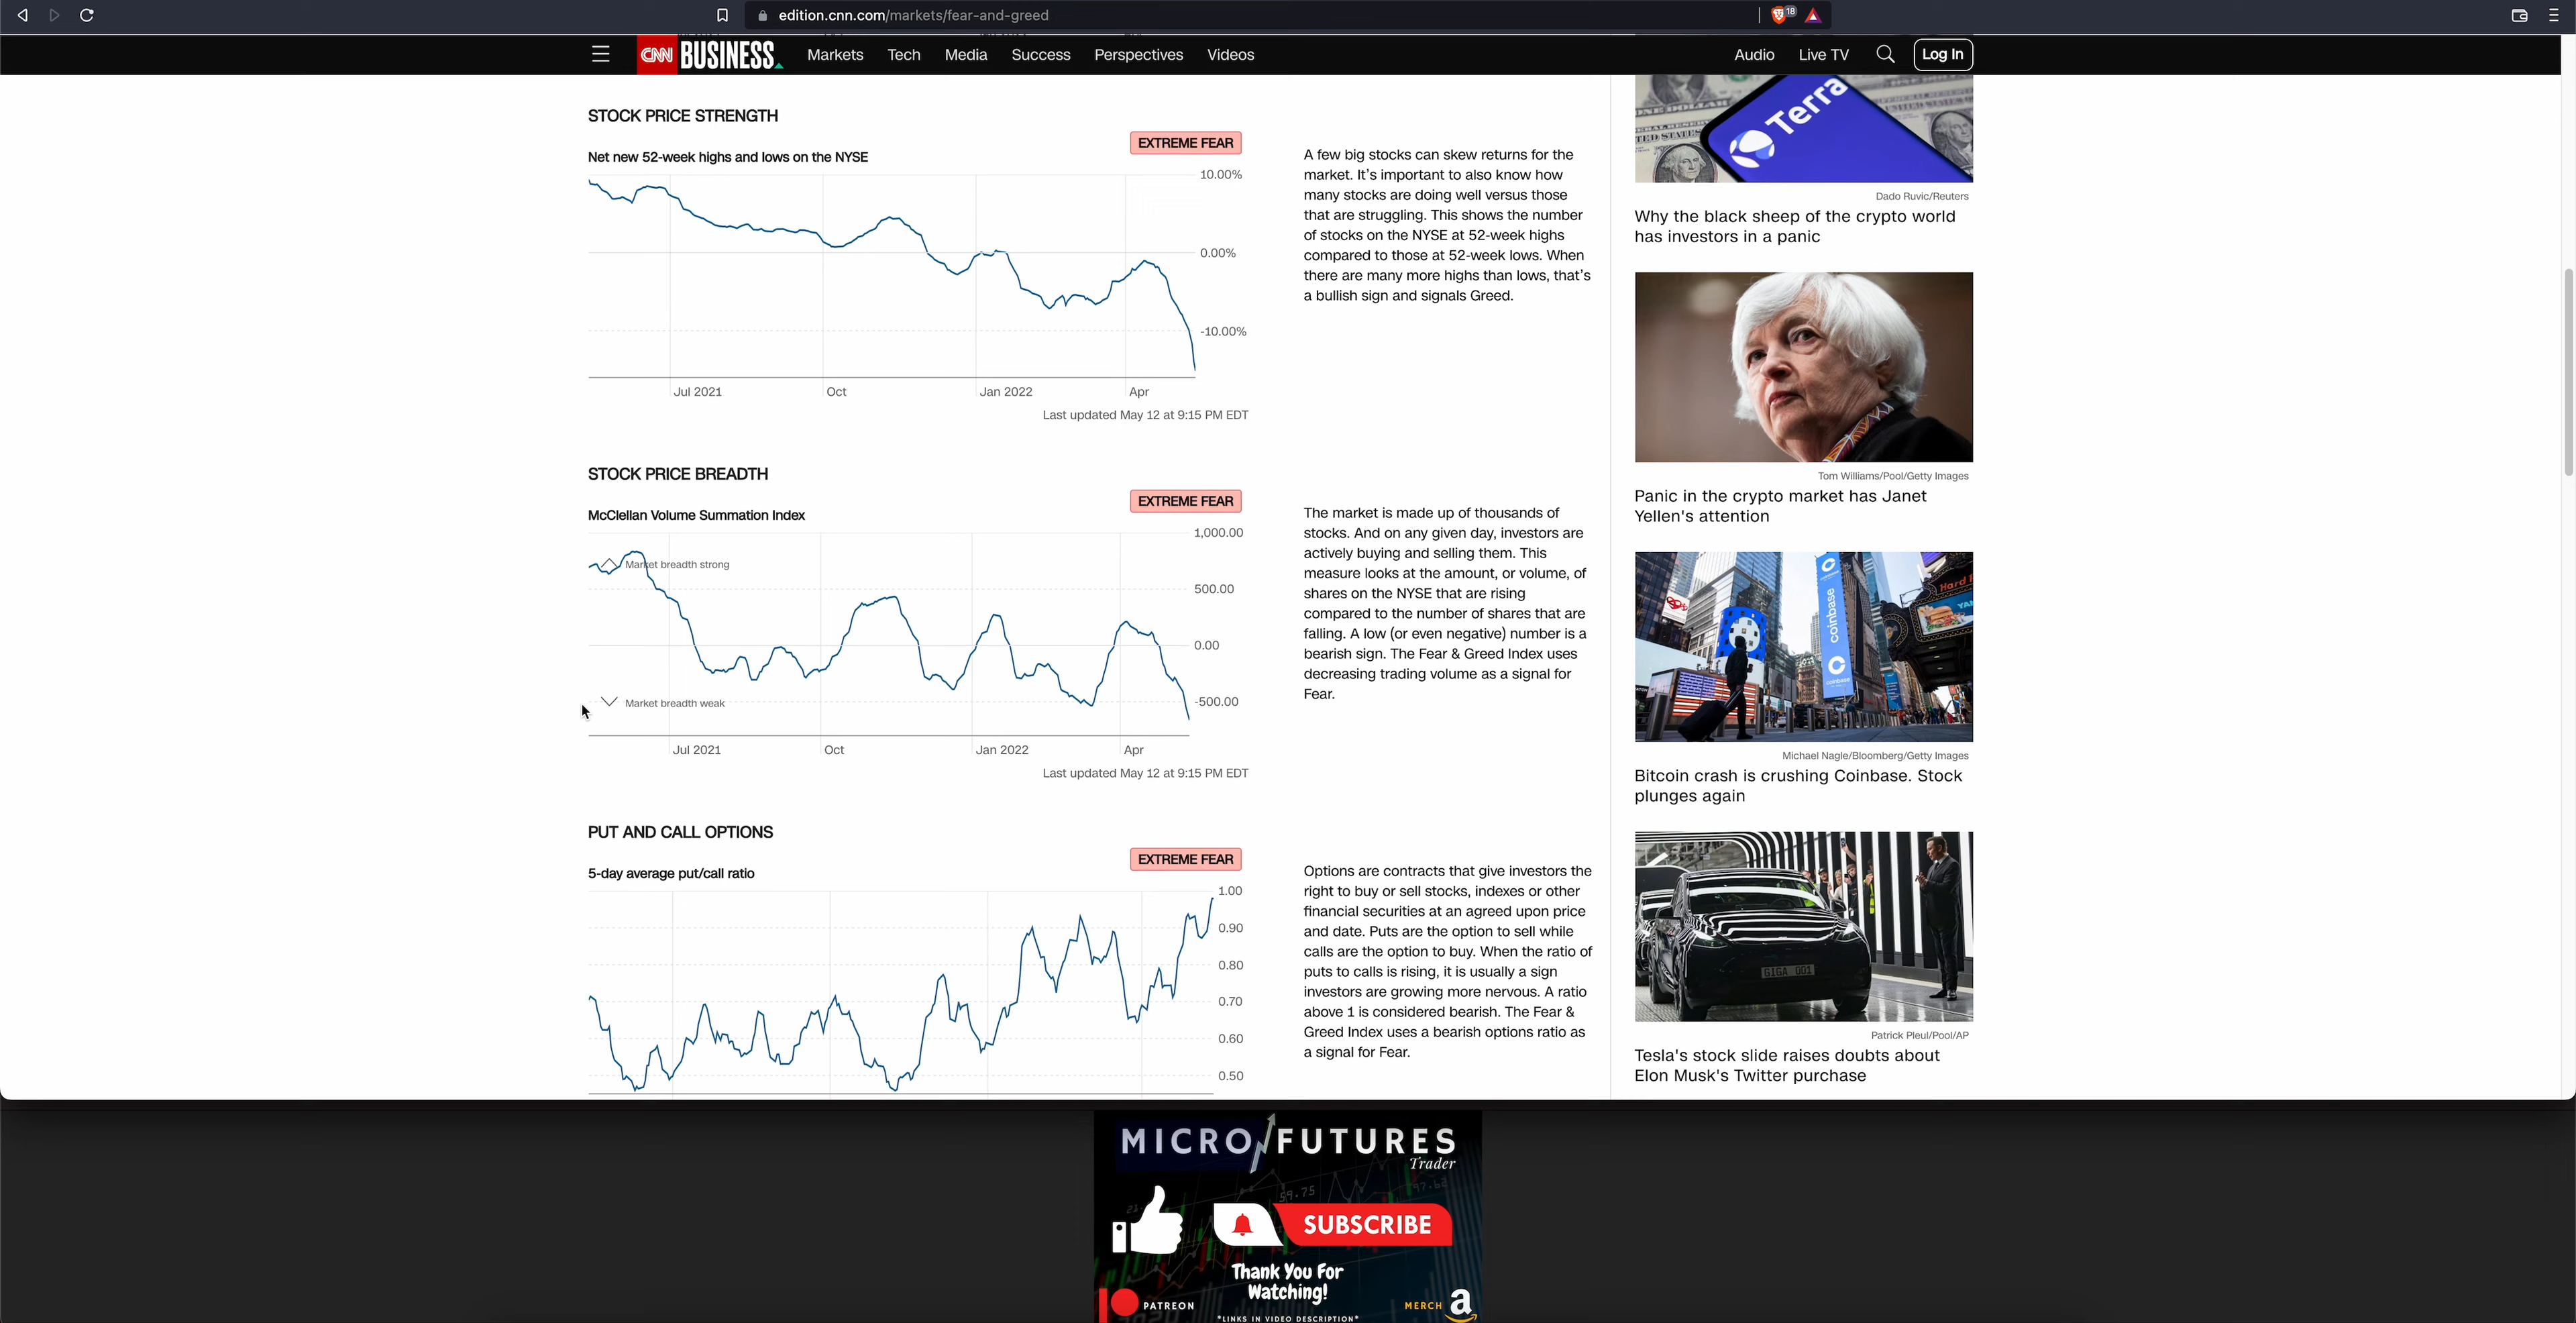 edition.cnn.com/markets/fear-and-greed
18
CNN BUSINESS
Markets
Tech
Media
Success
Perspectives
Videos
Audio
Live TV
Log In
STOCK PRICE STRENGTH
EXTREME FEAR
Net new 52-week highs and lows on the NYSE
10.00%
0.00%
-10.00%
Jul 2021
Oct
Jan 2022
Apr
Last updated May 12 at 9:15 PM EDT
A few big stocks can skew returns for the
market. It's important to also know how
many stocks are doing well versus those
that are struggling. This shows the number
of stocks on the NYSE at 52-week highs
compared to those at 52-week lows. When
there are many more highs than lows, that's
a bullish sign and signals Greed.
STOCK PRICE BREADTH
EXTREME FEAR
McClellan Volume Summation Index
1,000.00
Market breadth strong
500.00
0.00
Market breadth weak
-500.00
Jul 2021
Oct
Jan 2022
Apr
Last updated May 12 at 9:15 PM EDT
The market is made up of thousands of
stocks. And on any given day, investors are
actively buying and selling them. This
measure looks at the amount, or volume, of
shares on the NYSE that are rising
compared to the number of shares that are
falling. A low (or even negative) number is a
bearish sign. The Fear & Greed Index uses
decreasing trading volume as a signal for
Fear.
PUT AND CALL OPTIONS
EXTREME FEAR
5-day average put/call ratio
1.00
0.90
0.80
0.70
0.60
0.50
Options are contracts that give investors the
right to buy or sell stocks, indexes or other
financial securities at an agreed upon price
and date. Puts are the option to sell while
calls are the option to buy. When the ratio of
puts to calls is rising, it is usually a sign
investors are growing more nervous. A ratio
above 1 is considered bearish. The Fear &
Greed Index uses a bearish options ratio as
a signal for Fear.
Terra
Dado Ruvic/Reuters
Why the black sheep of the crypto world
has investors in a panic
Tom Williams/Pool/Getty Images
Panic in the crypto market has Janet
Yellen's attention
coinbase
Michael Nagle/Bloomberg/Getty Images
Bitcoin crash is crushing Coinbase. Stock
plunges again
GIGA 001
Patrick Pleul/Pool/AP
Tesla's stock slide raises doubts about
Elon Musk's Twitter purchase
MICRO FUTURES
Trader
59.75
97.62
SUBSCRIBE
Thank You For
Watching!
PATREON
MERCH
*LINKS IN VIDEO DESCRIPTION*